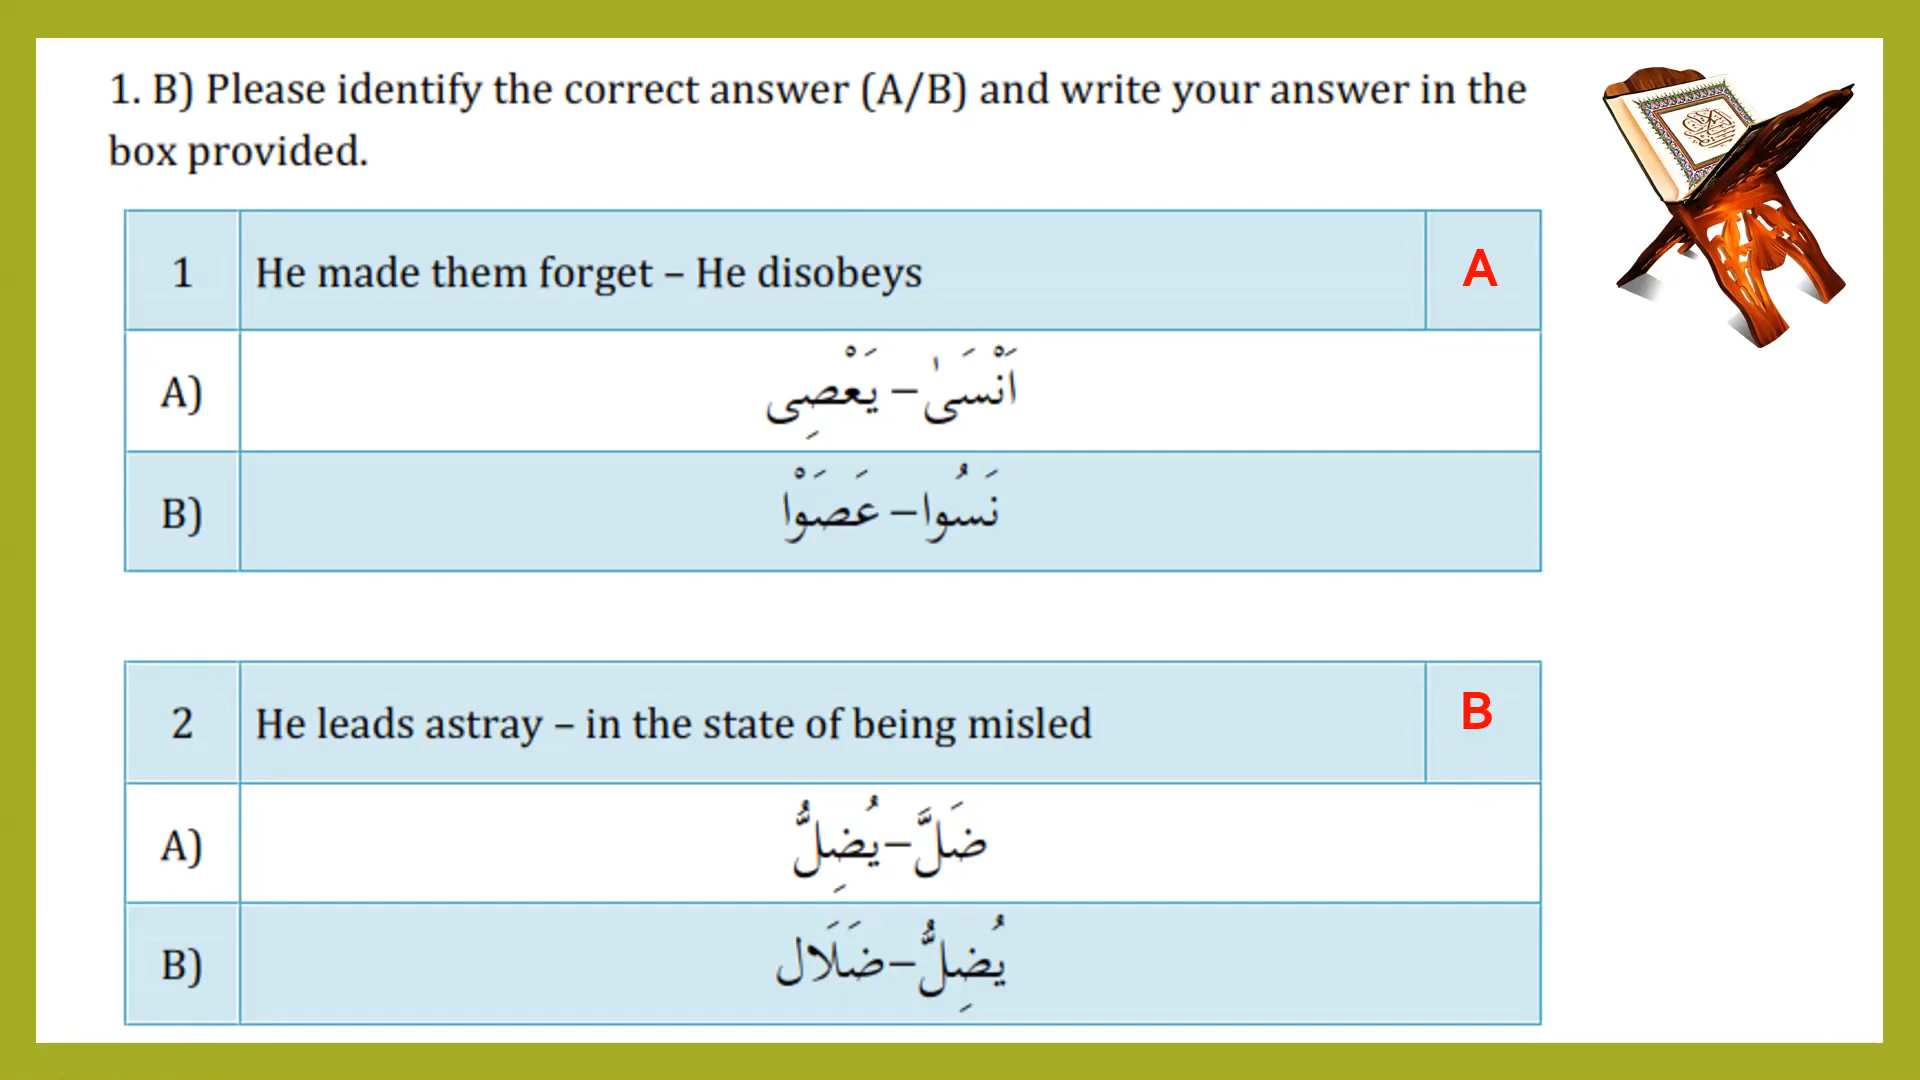 1. B) Please identify the correct answer (A/B) and write your answer in the
box provided.
1 He made them forget – He disobeys A
A) اَنْسَىٰ – يَعْصِى
B) نَسُوا – عَصَوْا
2 He leads astray – in the state of being misled B
A) ضَلَّ – يُضِلُّ
B) يُضِلُّ – ضَلَال